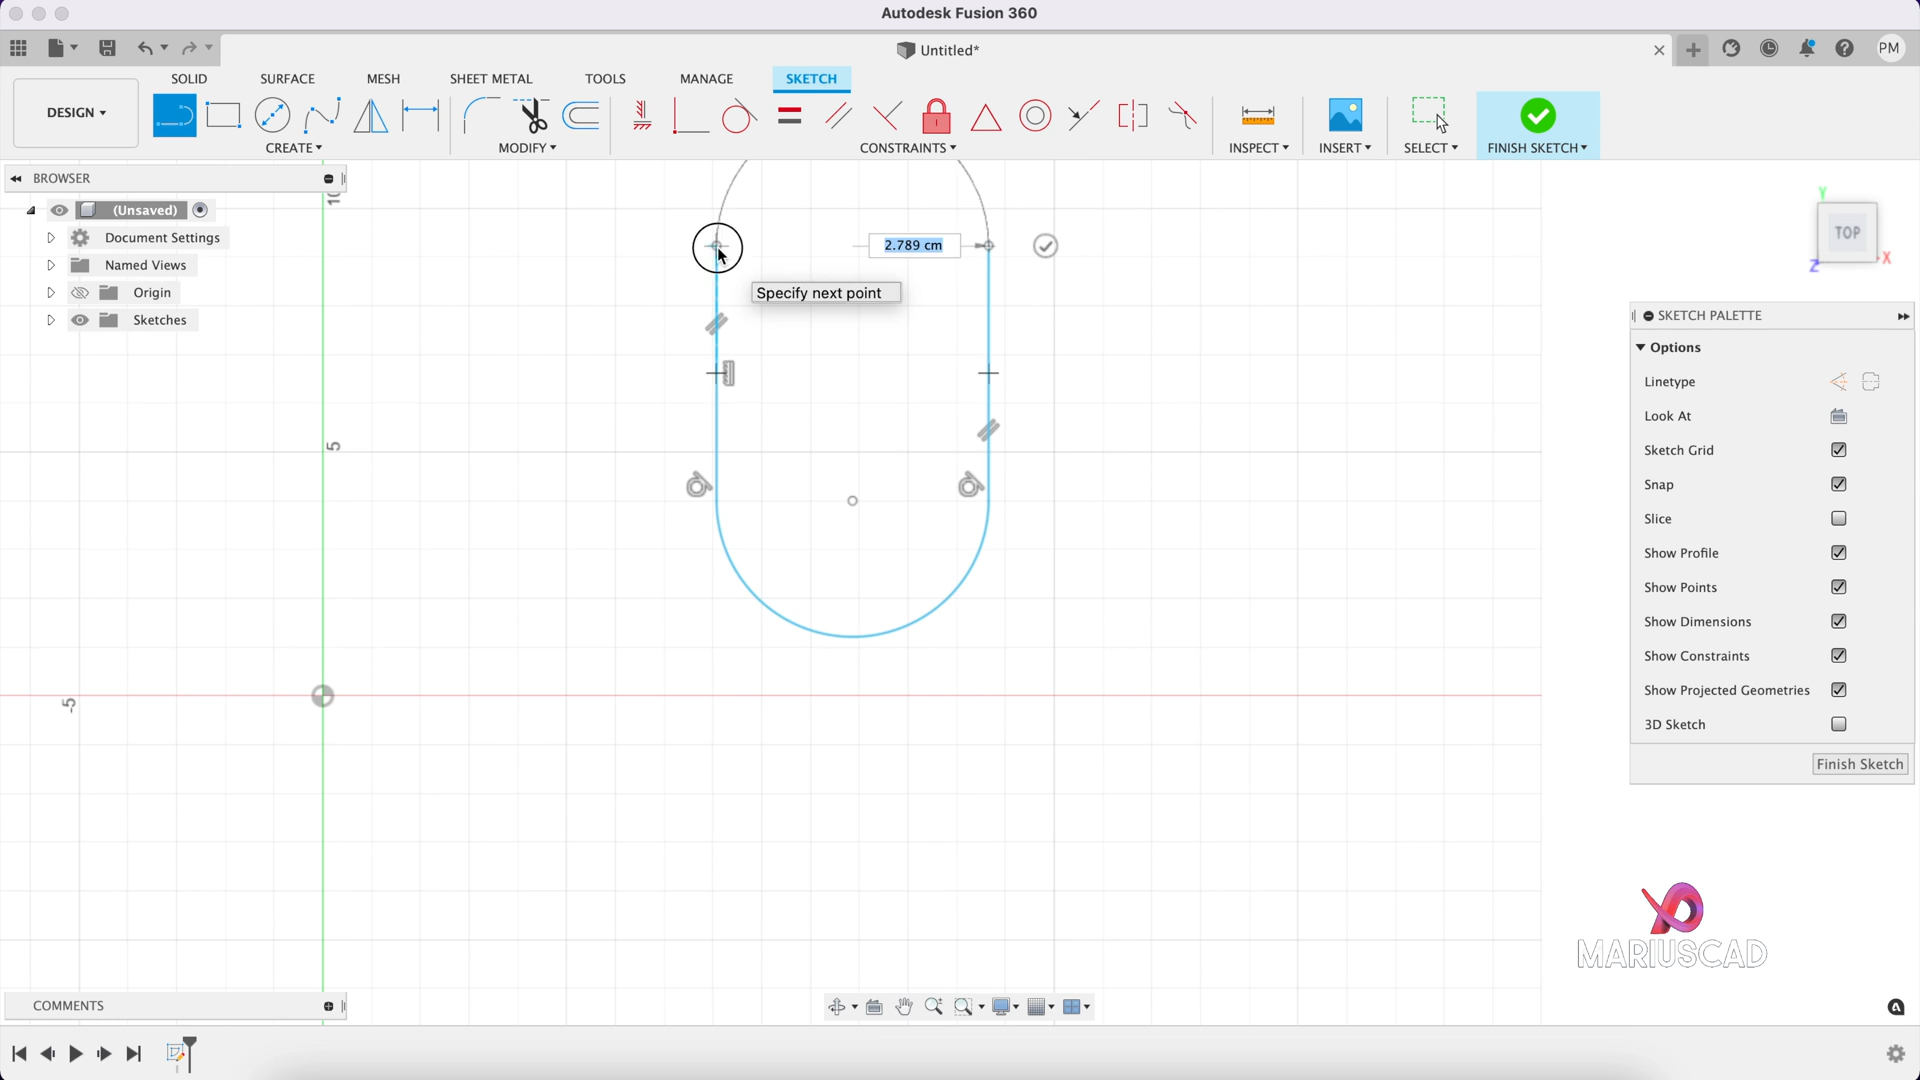 Autodesk Fusion 360
Untitled*
PM
DESIGN
SOLID SURFACE MESH SHEET METAL TOOLS MANAGE SKETCH
CREATE MODIFY CONSTRAINTS INSPECT INSERT SELECT FINISH SKETCH
BROWSER
(Unsaved)
Document Settings
Named Views
Origin
Sketches
10
5
-5
2.789 cm
Specify next point
TOP
Y
X
Z
SKETCH PALETTE
Options
Linetype
Look At
Sketch Grid
Snap
Slice
Show Profile
Show Points
Show Dimensions
Show Constraints
Show Projected Geometries
3D Sketch
Finish Sketch
MARIUSCAD
COMMENTS